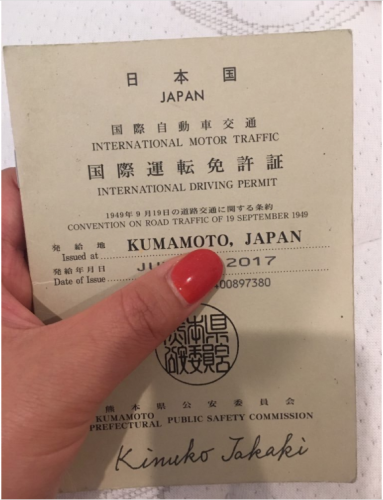 日本国
JAPAN
国際自動車交通
INTERNATIONAL MOTOR TRAFFIC
国際運転免許証
INTERNATIONAL DRIVING PERMIT
1949年9月19日の道路交通に関する条約
CONVENTION ON ROAD TRAFFIC OF 19 SEPTEMBER 1949
発給地
Issued at KUMAMOTO, JAPAN
発給年月日
Date of Issue 2017
400897380
熊本県公安委員会
KUMAMOTO
PREFECTURAL PUBLIC SAFETY COMMISSION
Kinuko Takaki